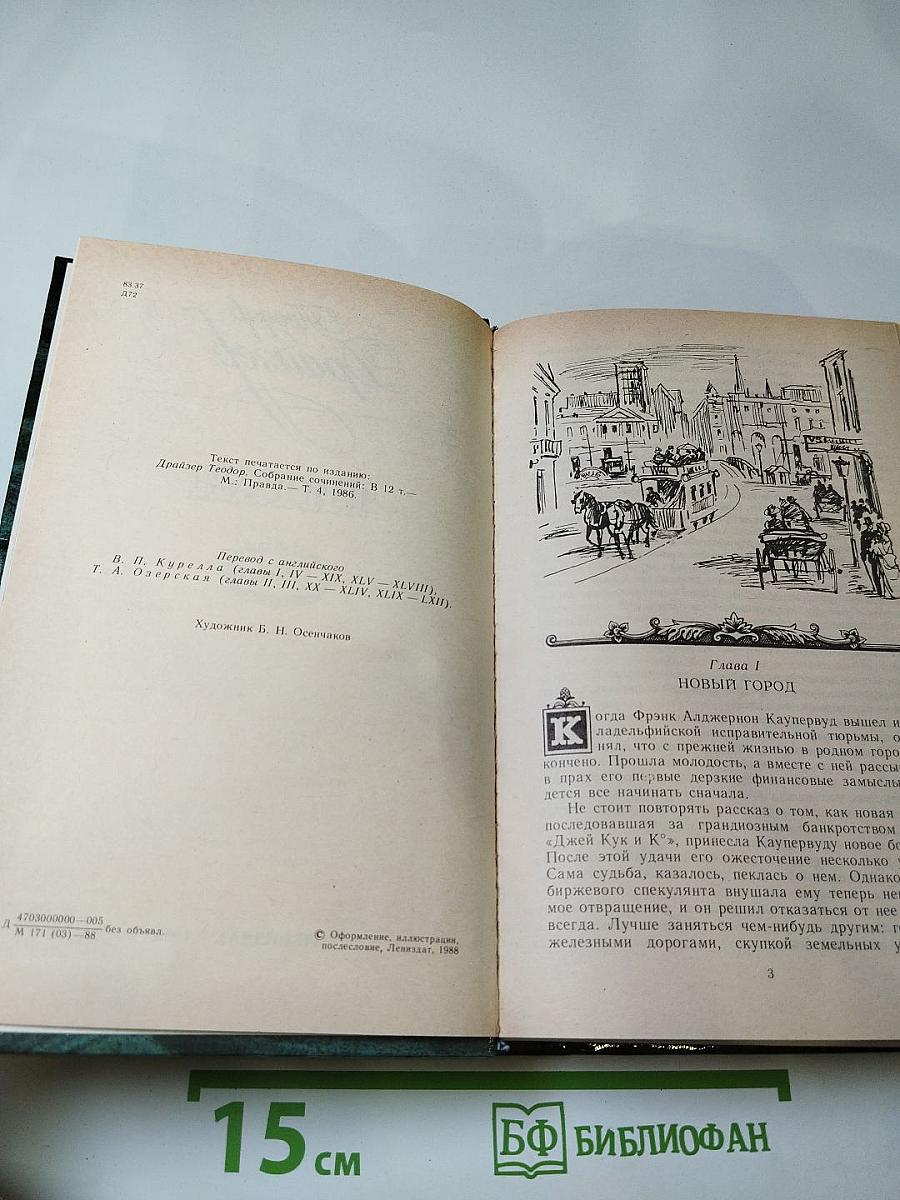 83.37
Д72
Текст печатается по изданию:
Драйзер Теодор. Собрание сочинений: В 12 т.—
М.: Правда.— Т. 4, 1986.
Перевод с английского
В. П. Курелла (главы I, IV — XIX, XLV — XLVIII),
Т. А. Озерская (главы II, III, XX — XLIV, XLIX — LXII).
Художник Б. Н. Осенчаков
Д 4703000000—005
М 171 (03)—88 без объявл.
© Оформление, иллюстрация,
послесловие, Лениздат, 1988
Глава I
НОВЫЙ ГОРОД
Когда Фрэнк Алджернон Каупервуд вышел и
ладельфийской исправительной тюрьмы, о
нял, что с прежней жизнью в родном горо
кончено. Прошла молодость, а вместе с ней рассы
в прах его первые дерзкие финансовые замыслы
дется все начинать сначала.
Не стоит повторять рассказ о том, как новая
последовавшая за грандиозным банкротством
«Джей Кук и К°», принесла Каупервуду новое бо
После этой удачи его ожесточение несколько
Сама судьба, казалось, пеклась о нем. Однако
биржевого спекулянта внушала ему теперь не
мое отвращение, и он решил отказаться от нее
всегда. Лучше заняться чем-нибудь другим: г
железными дорогами, скупкой земельных у
3
15 см
БФ БИБЛИОФАН